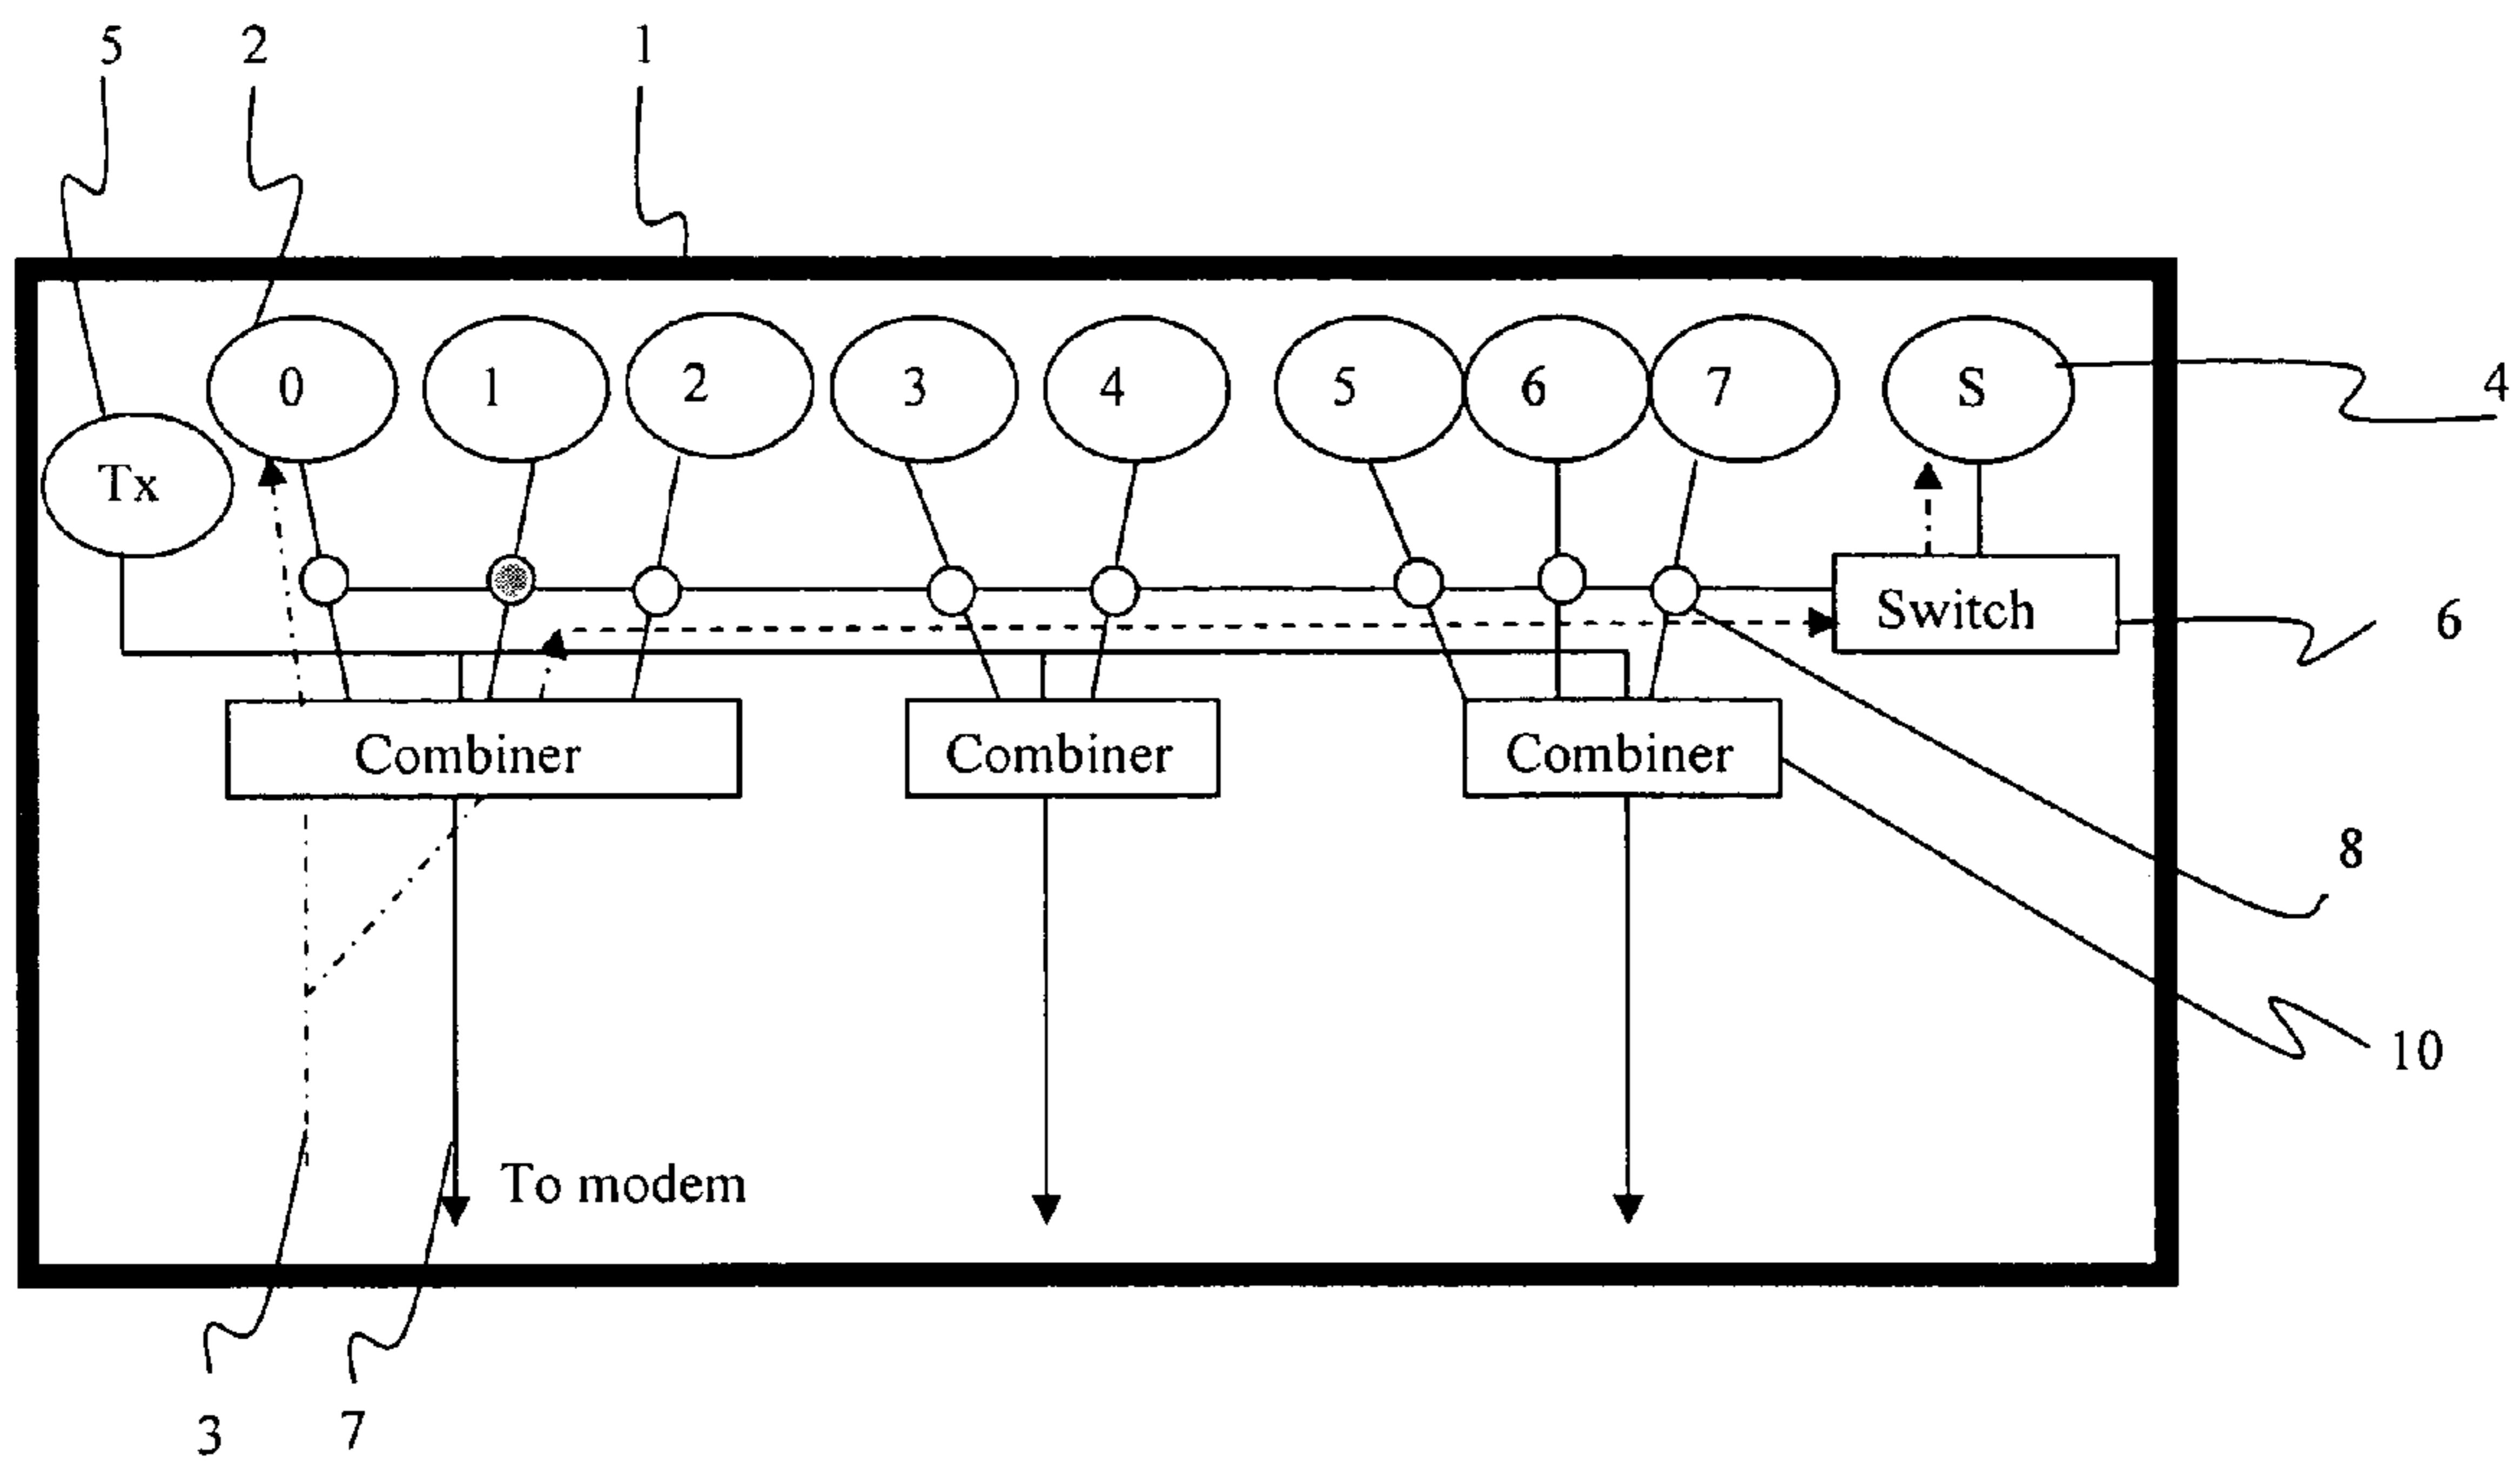 5 2 1
0 1 2 3 4 5 6 7 S
4
Tx
Switch
6
Combiner Combiner Combiner
8
10
To modem
3 7